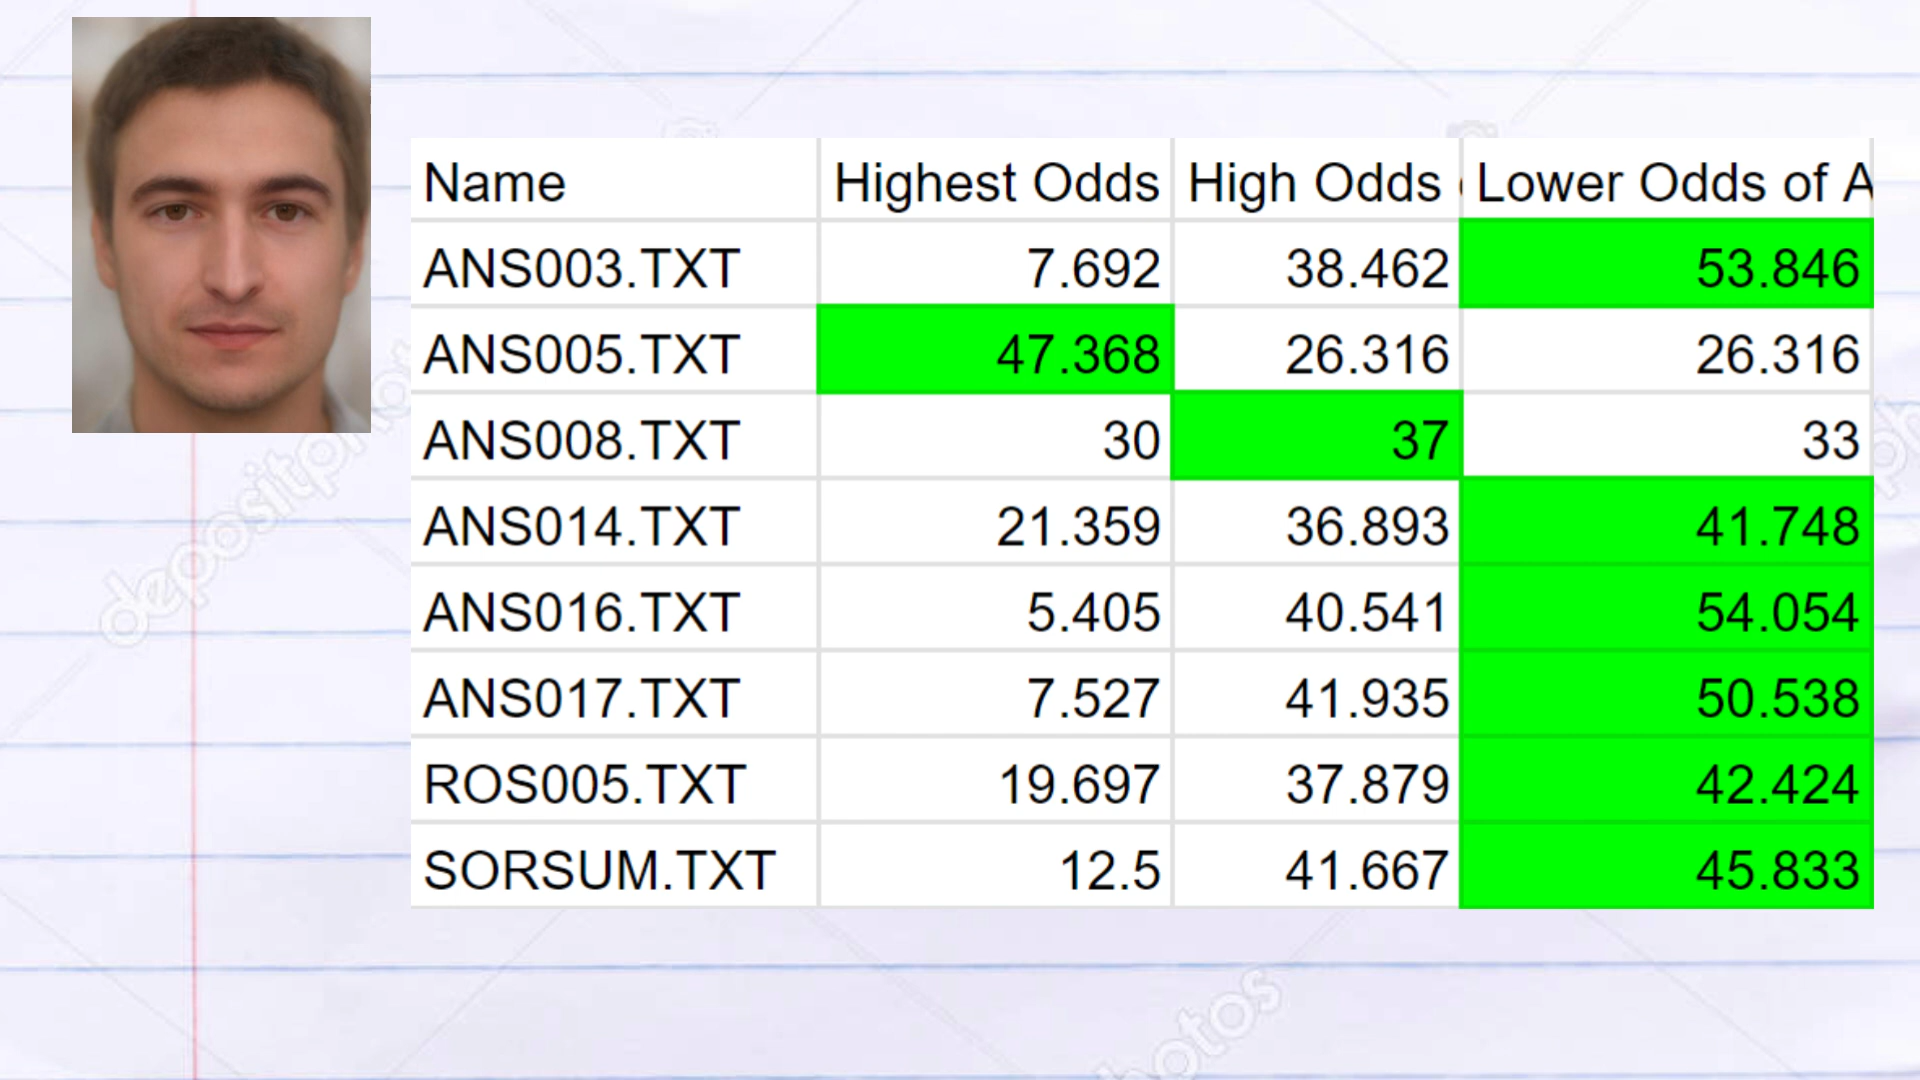 Name Highest Odds High Odds Lower Odds of A
ANS003.TXT 7.692 38.462 53.846
ANS005.TXT 47.368 26.316 26.316
ANS008.TXT 30 37 33
ANS014.TXT 21.359 36.893 41.748
ANS016.TXT 5.405 40.541 54.054
ANS017.TXT 7.527 41.935 50.538
ROS005.TXT 19.697 37.879 42.424
SORSUM.TXT 12.5 41.667 45.833
depositphotos